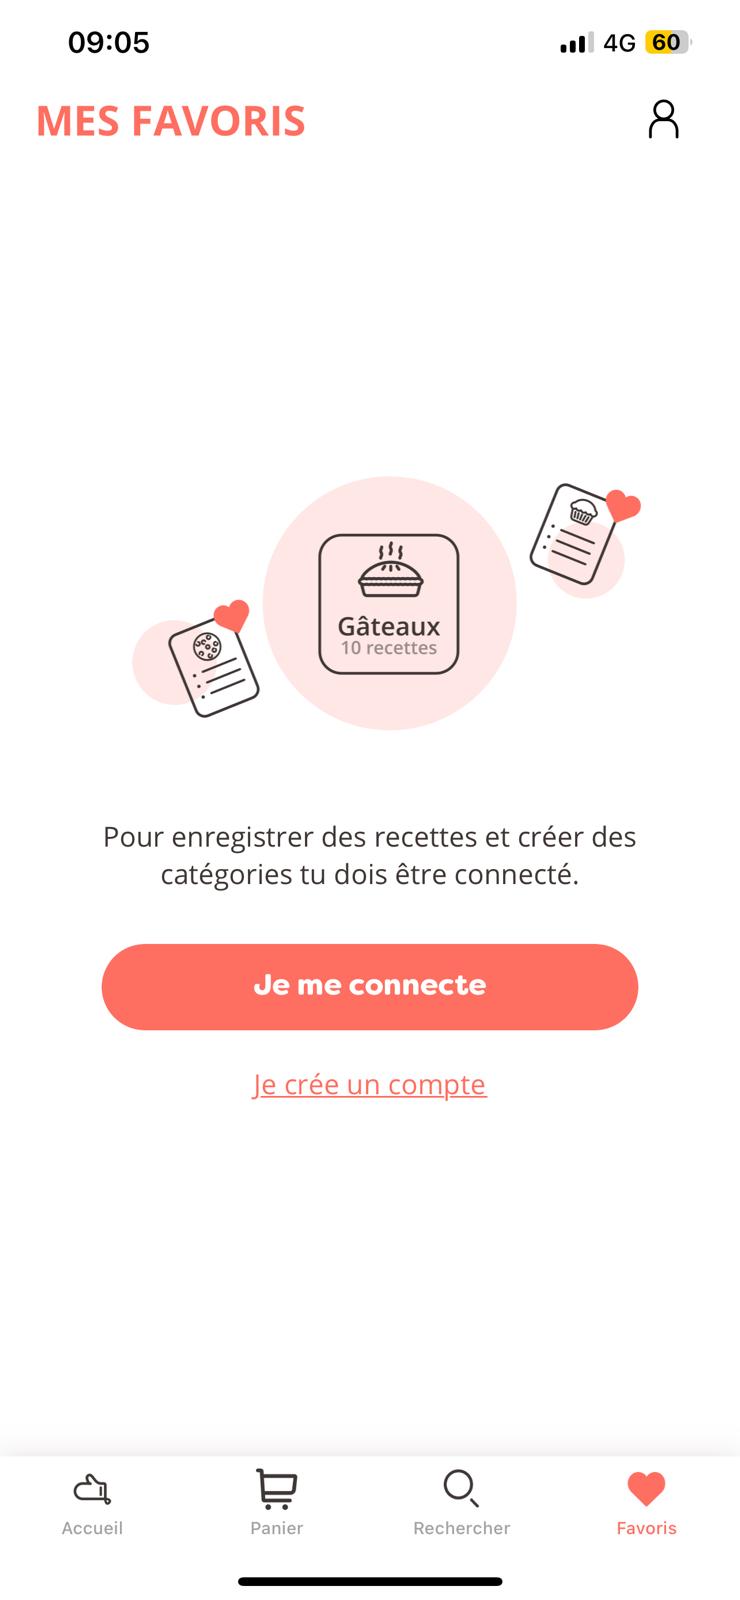 09:05
4G 60
MES FAVORIS
Gâteaux
10 recettes
Pour enregistrer des recettes et créer des
catégories tu dois être connecté.
Je me connecte
Je crée un compte
Accueil Panier Rechercher Favoris